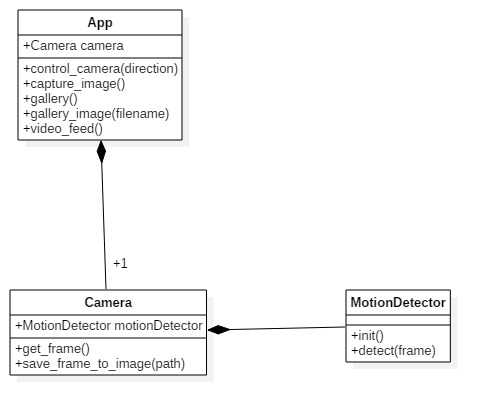 App
+Camera camera
+control_camera(direction)
+capture_image()
+gallery()
+gallery_image(filename)
+video_feed()
+1
Camera
+MotionDetector motionDetector
+get_frame()
+save_frame_to_image(path)
MotionDetector
+init()
+detect(frame)